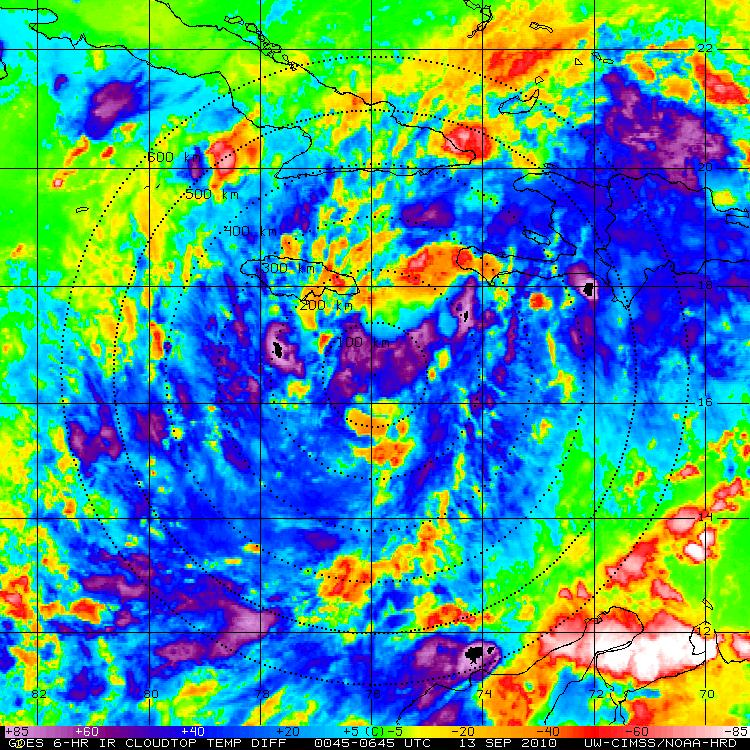 22
600 km
20
500 km
400 km
300 km
18
200 km
100 km
16
14
12
82 80 78 76 74 72 70
+85 +60 +40 +20 +5(C)-5 -20 -40 -60 -85
GOES 6-HR IR CLOUDTOP TEMP DIFF 0045-0645 UTC 13 SEP 2010 UW-CIMSS/NOAA-HRD